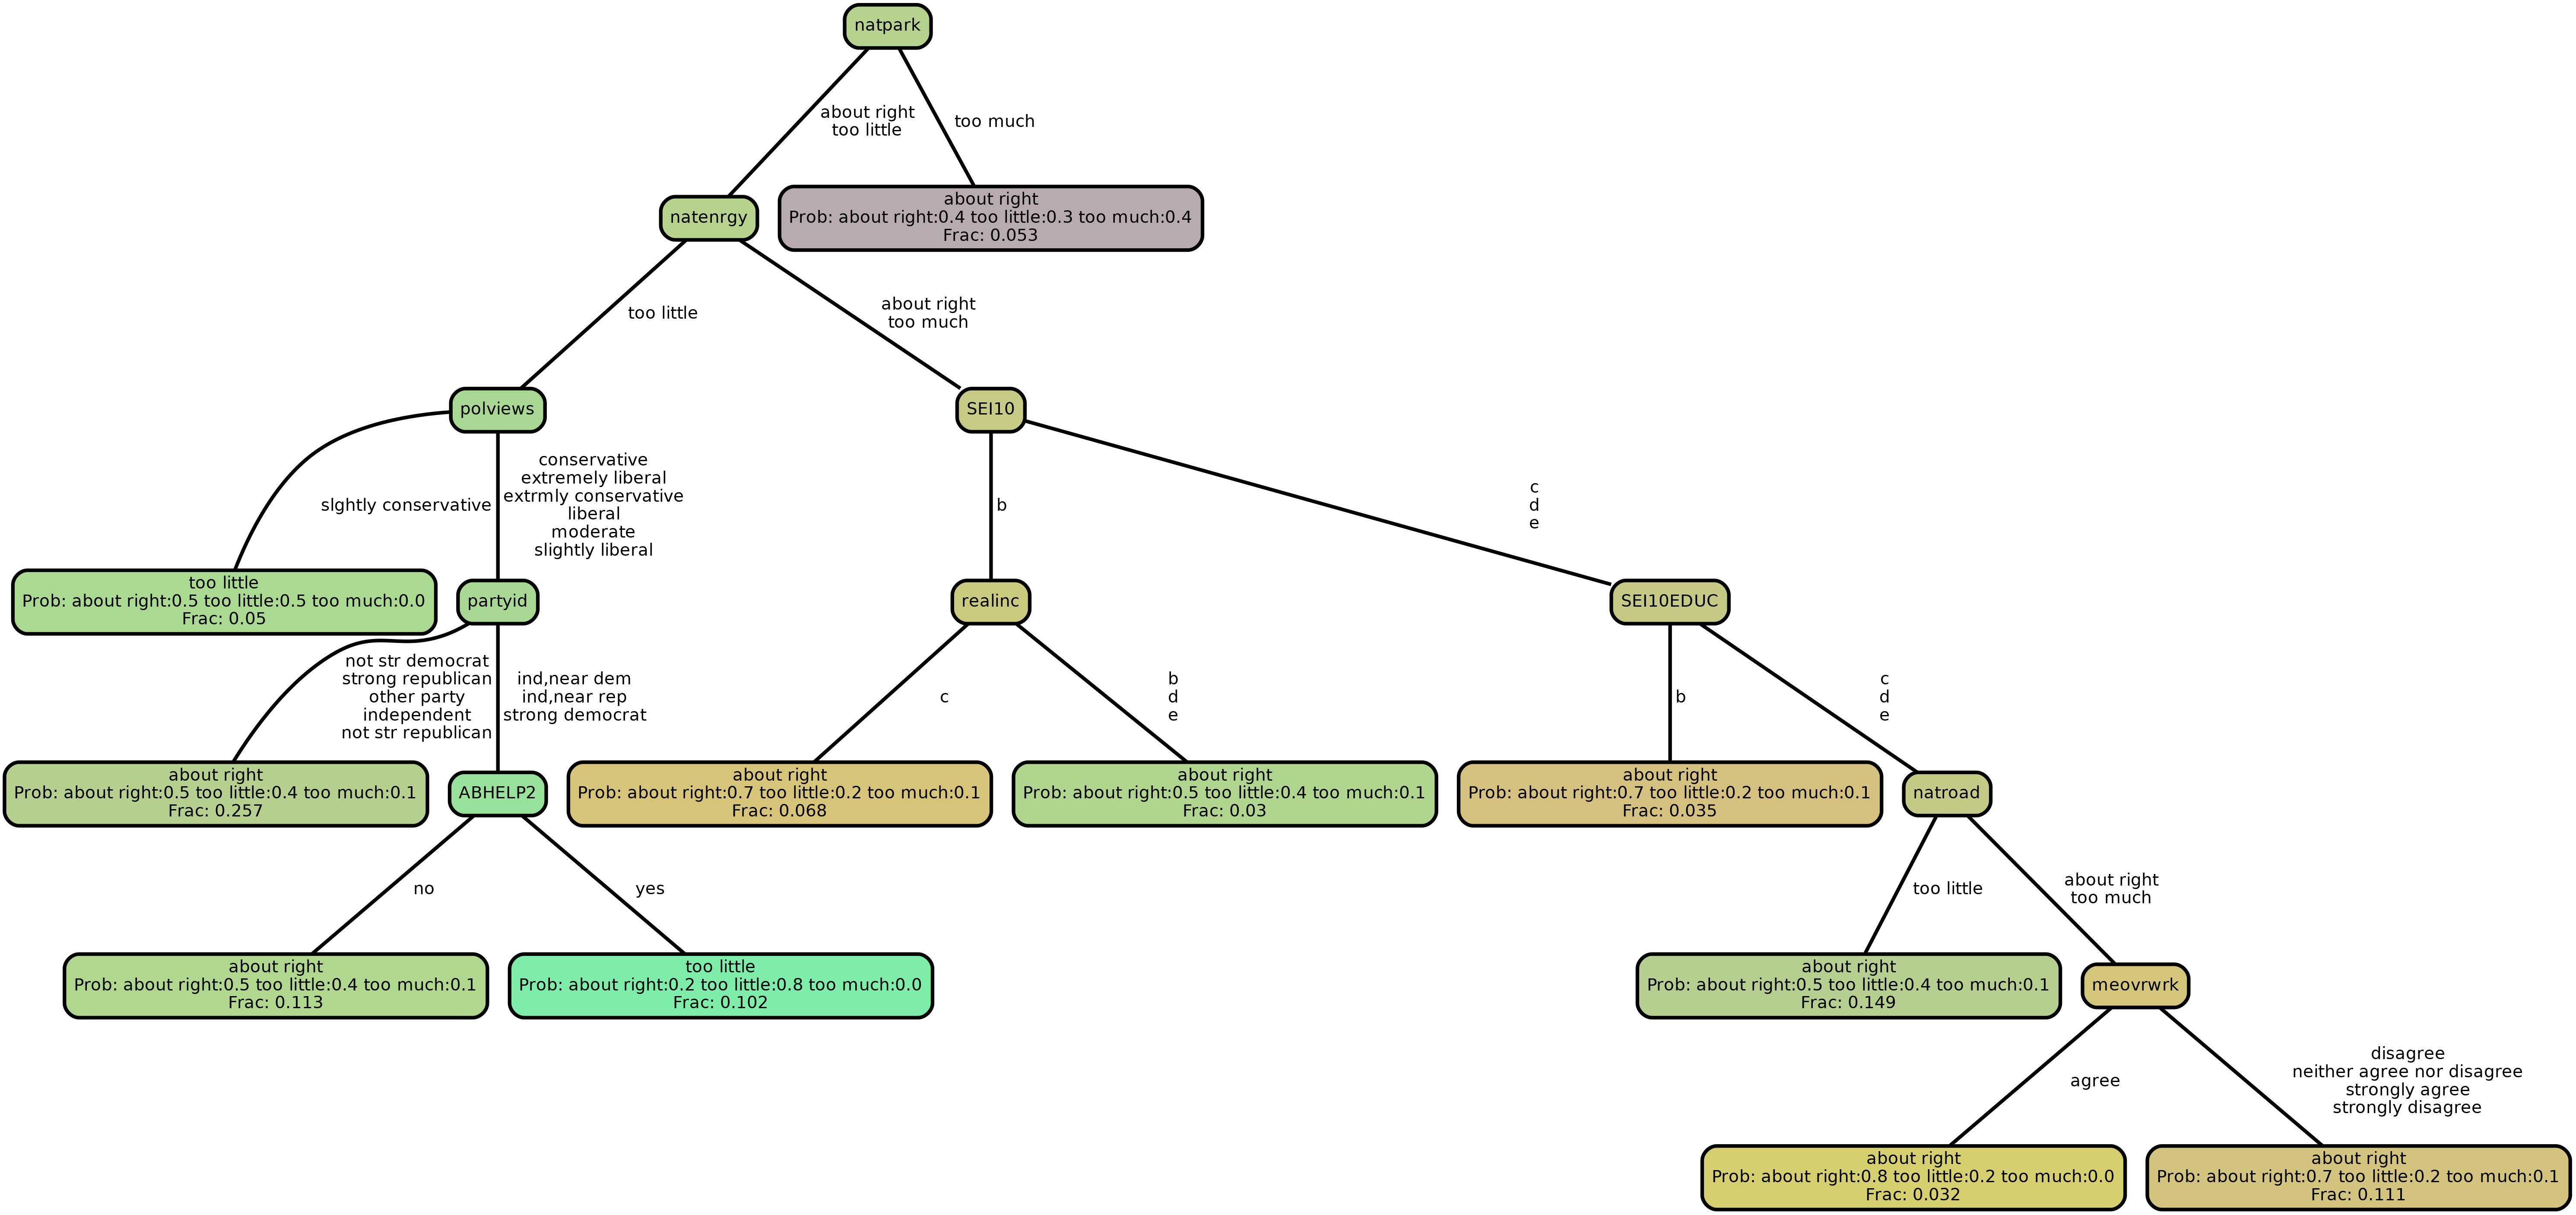 natpark
about right
too little
too much
natenrgy
about right
Prob: about right:0.4 too little:0.3 too much:0.4
Frac: 0.053
too little
about right
too much
polviews
SEI10
slghtly conservative
conservative
extremely liberal
extrmly conservative
liberal
moderate
slightly liberal
b
c
d
e
too little
Prob: about right:0.5 too little:0.5 too much:0.0
Frac: 0.05
partyid
realinc
SEI10EDUC
not str democrat
strong republican
other party
independent
not str republican
ind,near dem
ind,near rep
strong democrat
c
b
d
e
b
c
d
e
about right
Prob: about right:0.5 too little:0.4 too much:0.1
Frac: 0.257
ABHELP2
about right
Prob: about right:0.7 too little:0.2 too much:0.1
Frac: 0.068
about right
Prob: about right:0.5 too little:0.4 too much:0.1
Frac: 0.03
about right
Prob: about right:0.7 too little:0.2 too much:0.1
Frac: 0.035
natroad
no
yes
too little
about right
too much
about right
Prob: about right:0.5 too little:0.4 too much:0.1
Frac: 0.113
too little
Prob: about right:0.2 too little:0.8 too much:0.0
Frac: 0.102
about right
Prob: about right:0.5 too little:0.4 too much:0.1
Frac: 0.149
meovrwrk
agree
disagree
neither agree nor disagree
strongly agree
strongly disagree
about right
Prob: about right:0.8 too little:0.2 too much:0.0
Frac: 0.032
about right
Prob: about right:0.7 too little:0.2 too much:0.1
Frac: 0.111